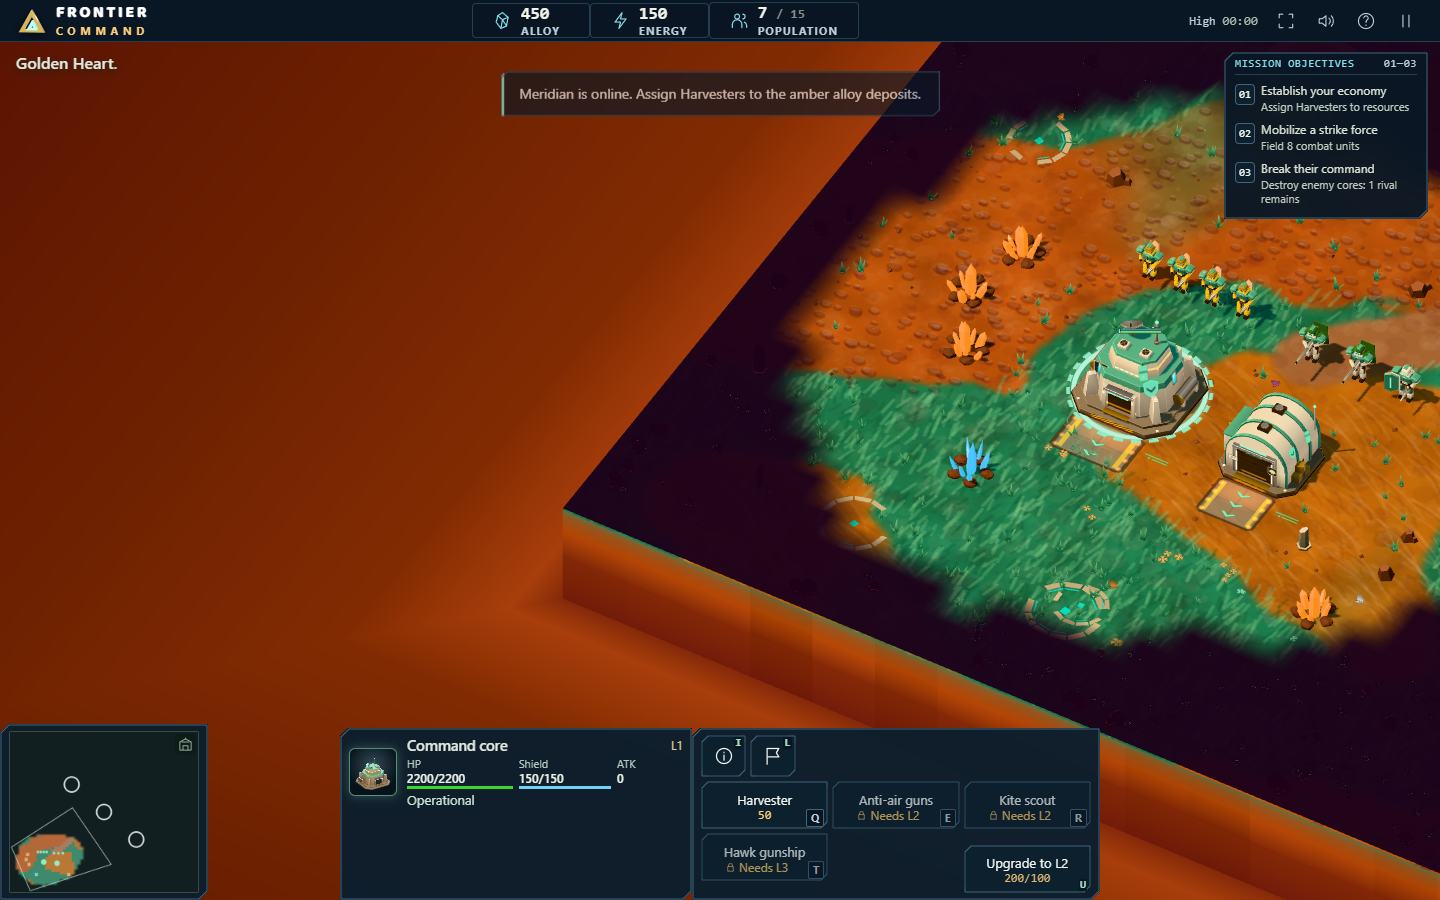 FRONTIER
COMMAND
450
ALLOY
150
ENERGY
7 / 15
POPULATION
High 00:00
Golden Heart.
Meridian is online. Assign Harvesters to the amber alloy deposits.
MISSION OBJECTIVES 01—03
01 Establish your economy
Assign Harvesters to resources
02 Mobilize a strike force
Field 8 combat units
03 Break their command
Destroy enemy cores: 1 rival
remains
Command core L1
HP Shield ATK
2200/2200 150/150 0
Operational
I L
Harvester
50 Q
Anti-air guns
Needs L2 E
Kite scout
Needs L2 R
Hawk gunship
Needs L3 T
Upgrade to L2
200/100 U